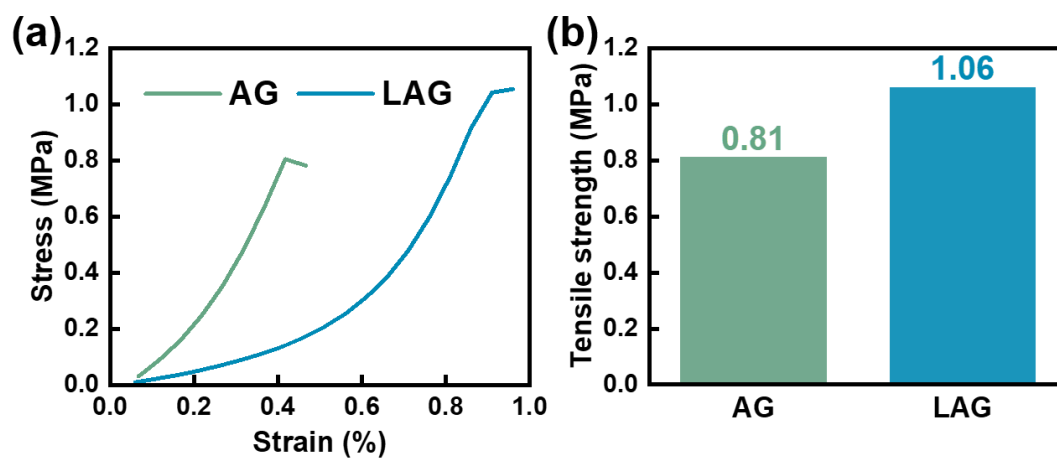 (a)
Stress (MPa)
1.2
1.0
0.8
0.6
0.4
0.2
0.0
AG
LAG
0.0 0.2 0.4 0.6 0.8 1.0
Strain (%)
(b)
Tensile strength (MPa)
1.2
1.0
0.8
0.6
0.4
0.2
0.0
0.81
1.06
AG LAG